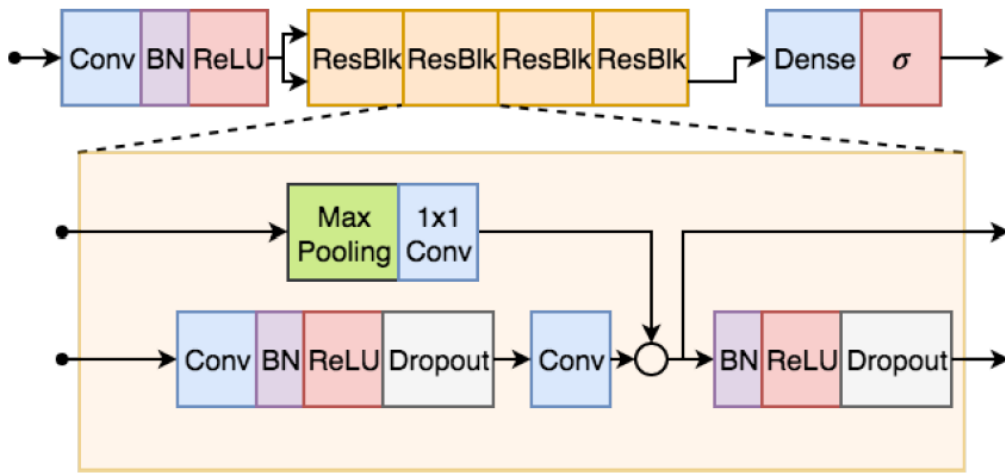 Conv BN ReLU ResBlk ResBlk ResBlk ResBlk Dense σ
Max 1x1
Pooling Conv
Conv BN ReLU Dropout Conv BN ReLU Dropout